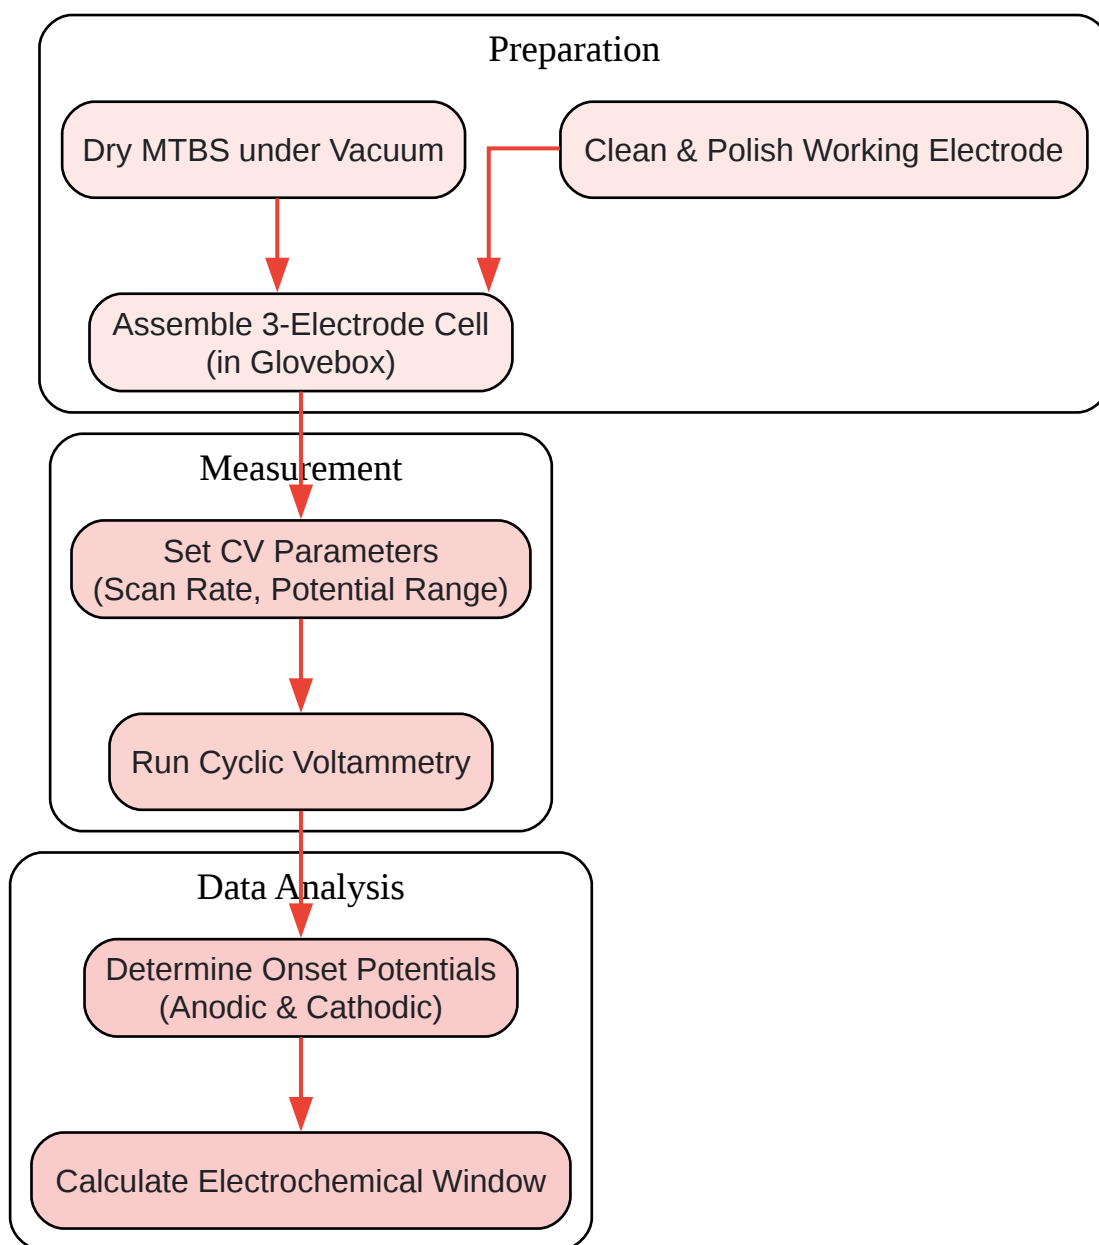 Preparation
Dry MTBS under Vacuum
Clean & Polish Working Electrode
Assemble 3-Electrode Cell
(in Glovebox)
Measurement
Set CV Parameters
(Scan Rate, Potential Range)
Run Cyclic Voltammetry
Data Analysis
Determine Onset Potentials
(Anodic & Cathodic)
Calculate Electrochemical Window